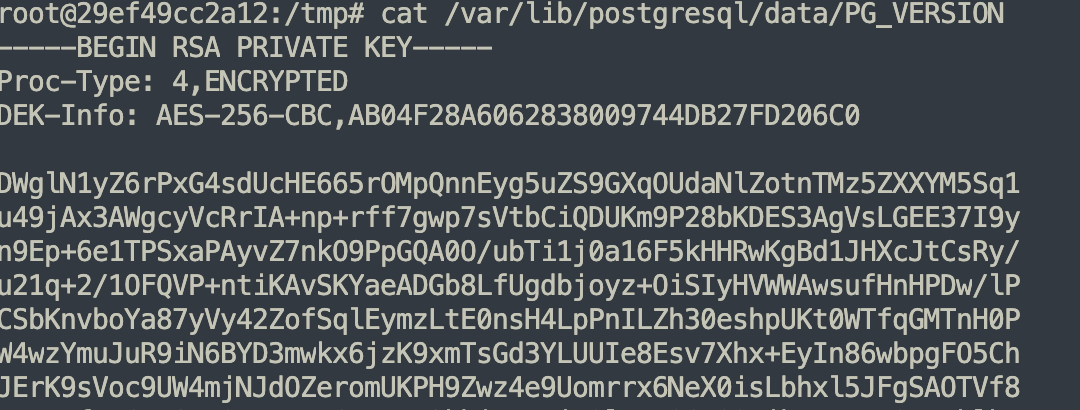 root@29ef49cc2a12:/tmp# cat /var/lib/postgresql/data/PG_VERSION
-----BEGIN RSA PRIVATE KEY-----
Proc-Type: 4,ENCRYPTED
DEK-Info: AES-256-CBC,AB04F28A6062838009744DB27FD206C0
DWglN1yZ6rPxG4sdUcHE665rOMpQnnEyg5uZS9GXqOUdaNlZotnTMz5ZXXYM5Sq1
u49jAx3AWgcyVcRrIA+np+rff7gwp7sVtbCiQDUKm9P28bKDES3AgVsLGEE37I9y
n9Ep+6e1TPSxaPAyvZ7nkO9PpGQA0O/ubTi1j0a16F5kHHRwKgBd1JHXcJtCsRy/
u21q+2/1OFQVP+ntiKAvSKYaeADGb8LfUgdbjoyz+OiSIyHVWWAwsufHnHPDw/lP
CSbKnvboYa87yVy42ZofSqlEymzLtE0nsH4LpPnILZh30eshpUKt0WTfqGMTnH0P
W4wzYmuJuR9iN6BYD3mwkx6jzK9xmTsGd3YLUUIe8Esv7Xhx+EyIn86wbpgFO5Ch
JErK9sVoc9UW4mjNJdOZeromUKPH9Zwz4e9Uomrrx6NeX0isLbhxl5JFgSAOTVf8